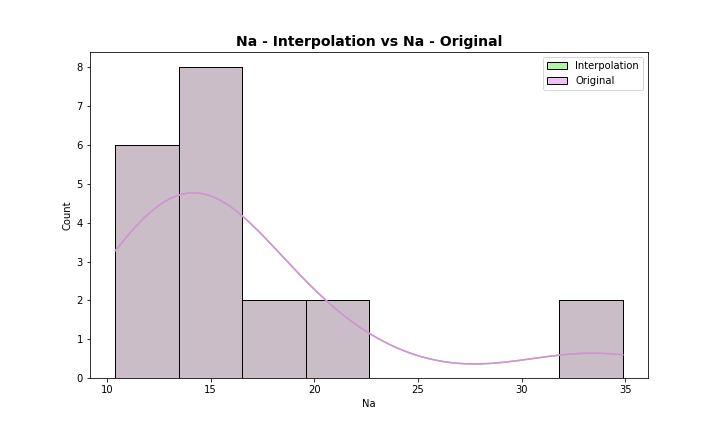 Na - Interpolation vs Na - Original
Interpolation
Original
8
7
6
5
4
3
2
1
0
Count
10 15 20 25 30 35
Na